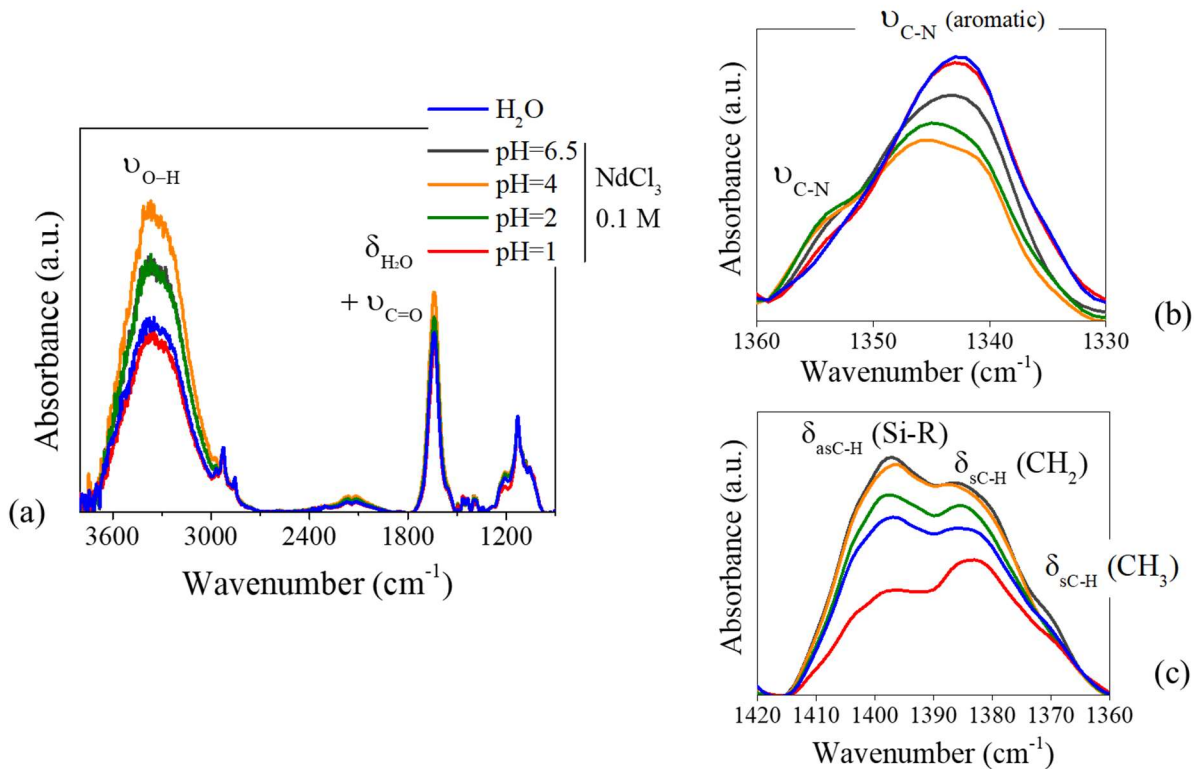 υC-N (aromatic)
Absorbance (a.u.)
υC-N
1360 1350 1340 1330
Wavenumber (cm-1)
(b)
H2O
pH=6.5
pH=4
pH=2
pH=1
NdCl3
0.1 M
υO–H
δH2O
+ υC=O
Absorbance (a.u.)
(a)
3600 3000 2400 1800 1200
Wavenumber (cm-1)
δasC-H (Si-R)
δsC-H (CH2)
δsC-H (CH3)
Absorbance (a.u.)
(c)
1420 1410 1400 1390 1380 1370 1360
Wavenumber (cm-1)